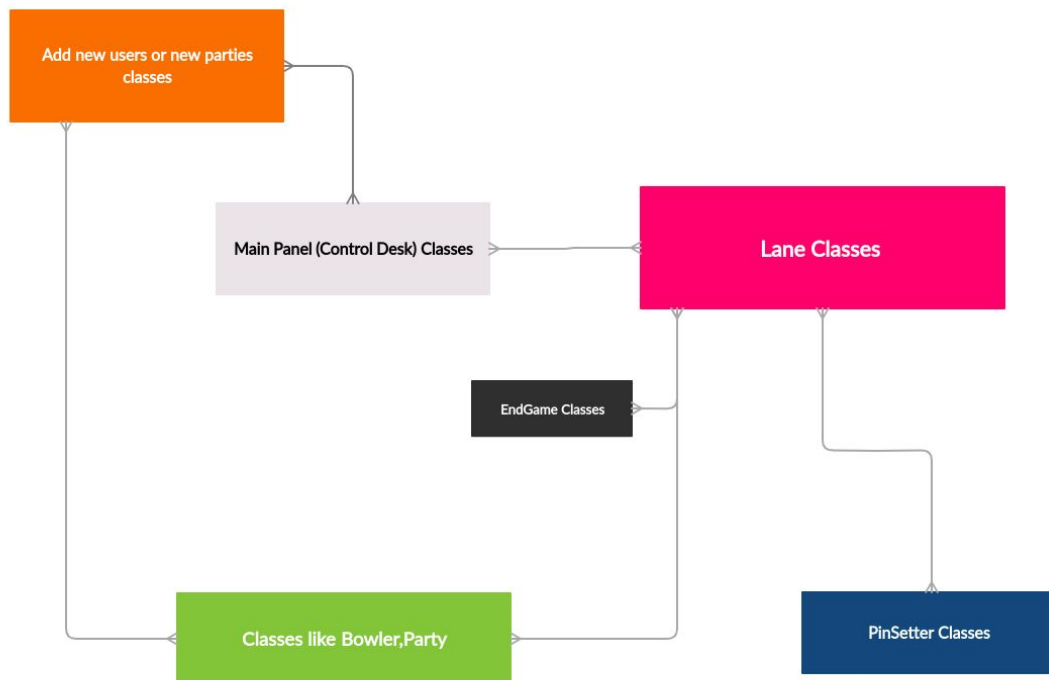 Add new users or new parties
classes
Main Panel (Control Desk) Classes
Lane Classes
EndGame Classes
Classes like Bowler,Party
PinSetter Classes